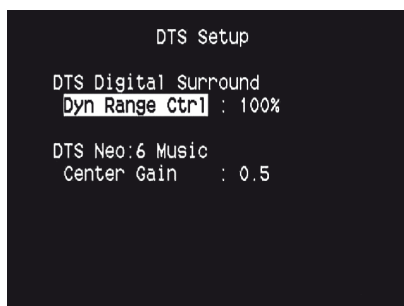 DTS Setup
DTS Digital Surround
Dyn Range Ctrl : 100%
DTS Neo:6 Music
Center Gain : 0.5